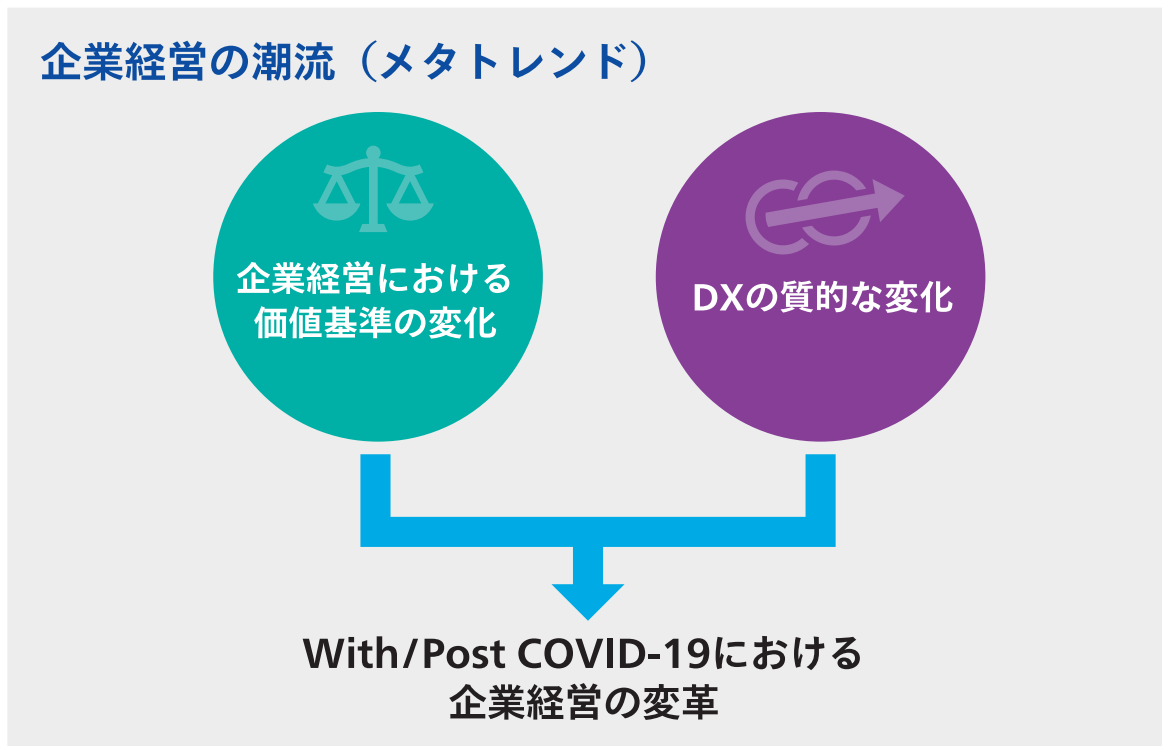 企業経営の潮流（メタトレンド）
企業経営における
価値基準の変化
DXの質的な変化
With/Post COVID-19における
企業経営の変革